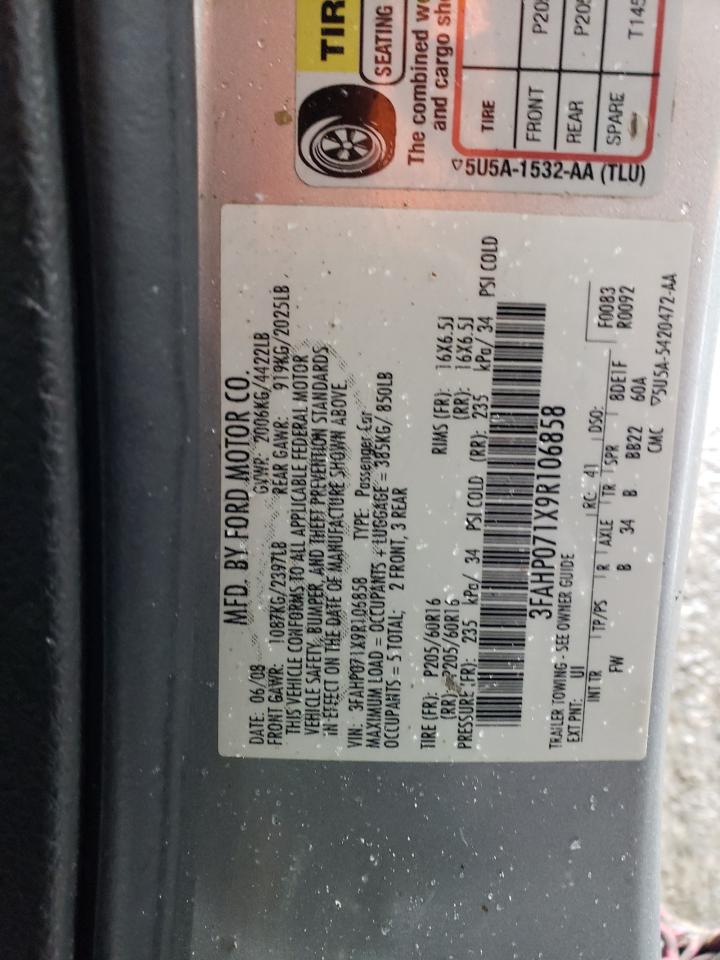 MFD. BY FORD MOTOR CO.
DATE: 06/08 GVWR: 2006KG/4422LB
FRONT GAWR: 1087KG/2397LB REAR GAWR: 919KG/2025LB
THIS VEHICLE CONFORMS TO ALL APPLICABLE FEDERAL MOTOR
VEHICLE SAFETY, BUMPER, AND THEFT PREVENTION STANDARDS
IN EFFECT ON THE DATE OF MANUFACTURE SHOWN ABOVE
VIN: 3FAHP071X9R106858 TYPE: Passenger Car
MAXIMUM LOAD = OCCUPANTS + LUGGAGE = 385KG/ 850LB
OCCUPANTS = 5 TOTAL; 2 FRONT, 3 REAR
TIRE (FR): P205/60R16 RIMS (FR): 16X6.5J
(RR): P205/60R16 (RR): 16X6.5J
PRESSURE (FR): 235 kPa/ 34 PSI COLD (RR): 235 kPa/ 34 PSI COLD
3FAHP071X9R106858
TRAILER TOWING - SEE OWNER GUIDE
EXT PNT: UI RC: 41 DSO: F0083
INT TR TP/PS R AXLE TR SPR R0092
FW B 34 B BB22 8DE1F
60A
CMC ▽5U5A-5420472-AA
TIR
SEATING
The combined we
and cargo sho
TIRE
FRONT P20
REAR P20
SPARE T145
▽5U5A-1532-AA (TLU)